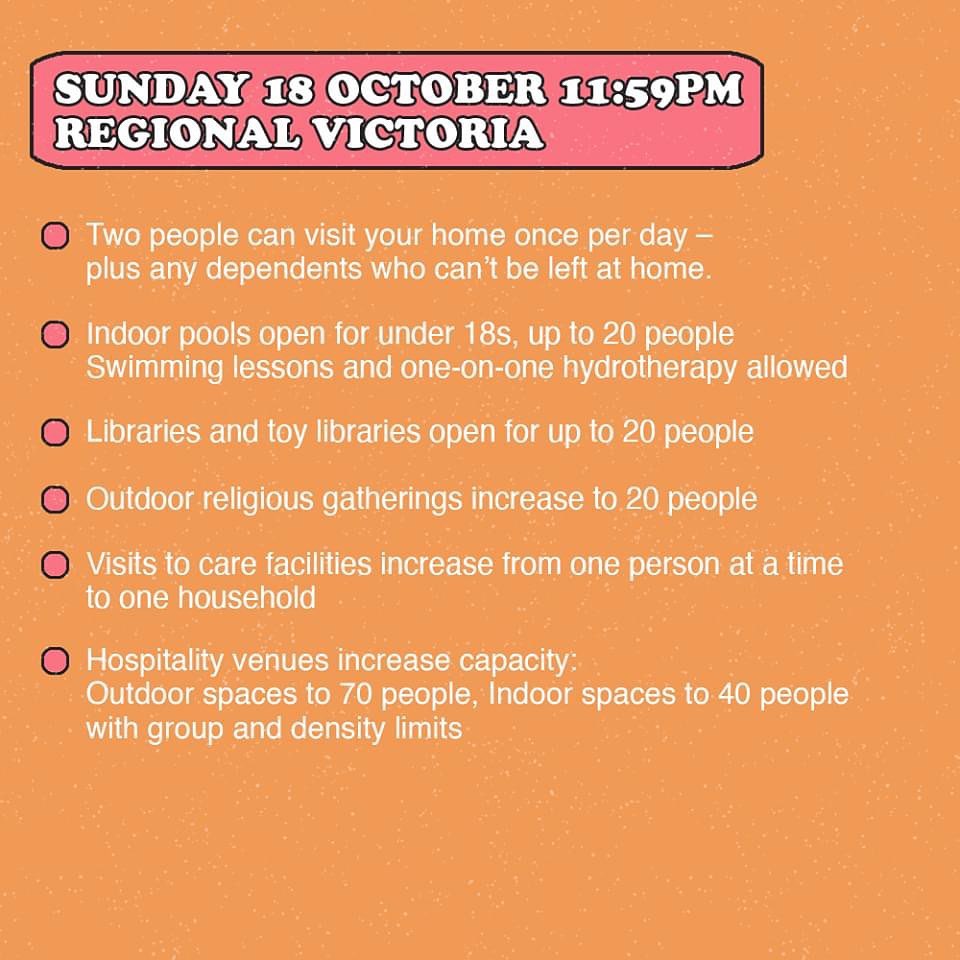 SUNDAY 18 OCTOBER 11:59PM
REGIONAL VICTORIA
Two people can visit your home once per day –
plus any dependents who can't be left at home.
Indoor pools open for under 18s, up to 20 people
Swimming lessons and one-on-one hydrotherapy allowed
Libraries and toy libraries open for up to 20 people
Outdoor religious gatherings increase to 20 people
Visits to care facilities increase from one person at a time
to one household
Hospitality venues increase capacity:
Outdoor spaces to 70 people, Indoor spaces to 40 people
with group and density limits